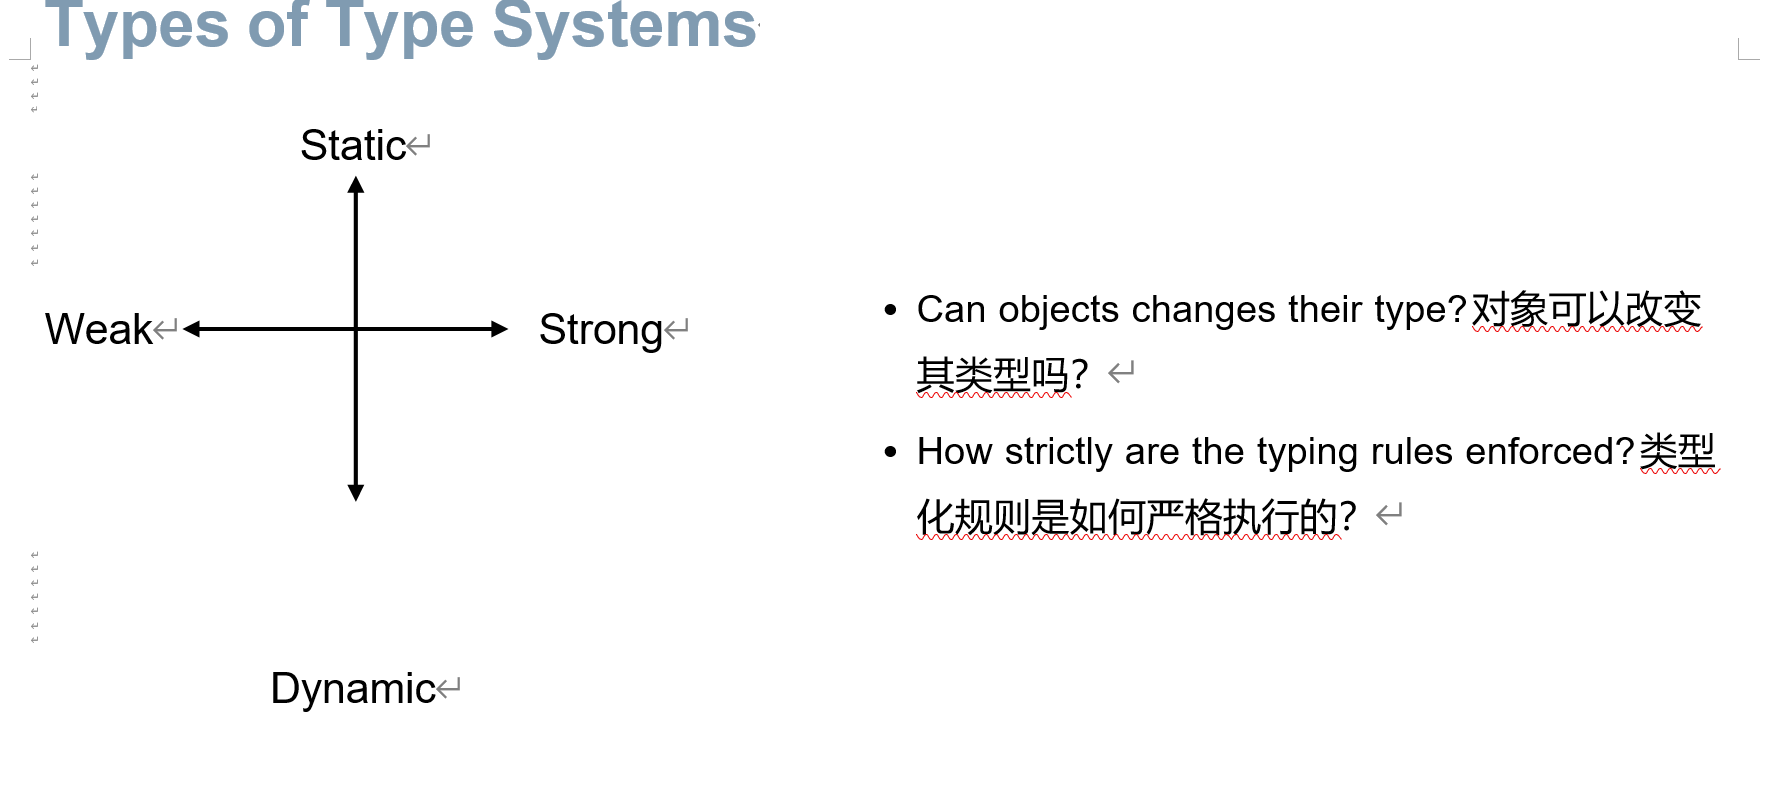 Types of Type Systems
Static
Weak
Strong
Dynamic
• Can objects changes their type?对象可以改变
其类型吗?
• How strictly are the typing rules enforced?类型
化规则是如何严格执行的?